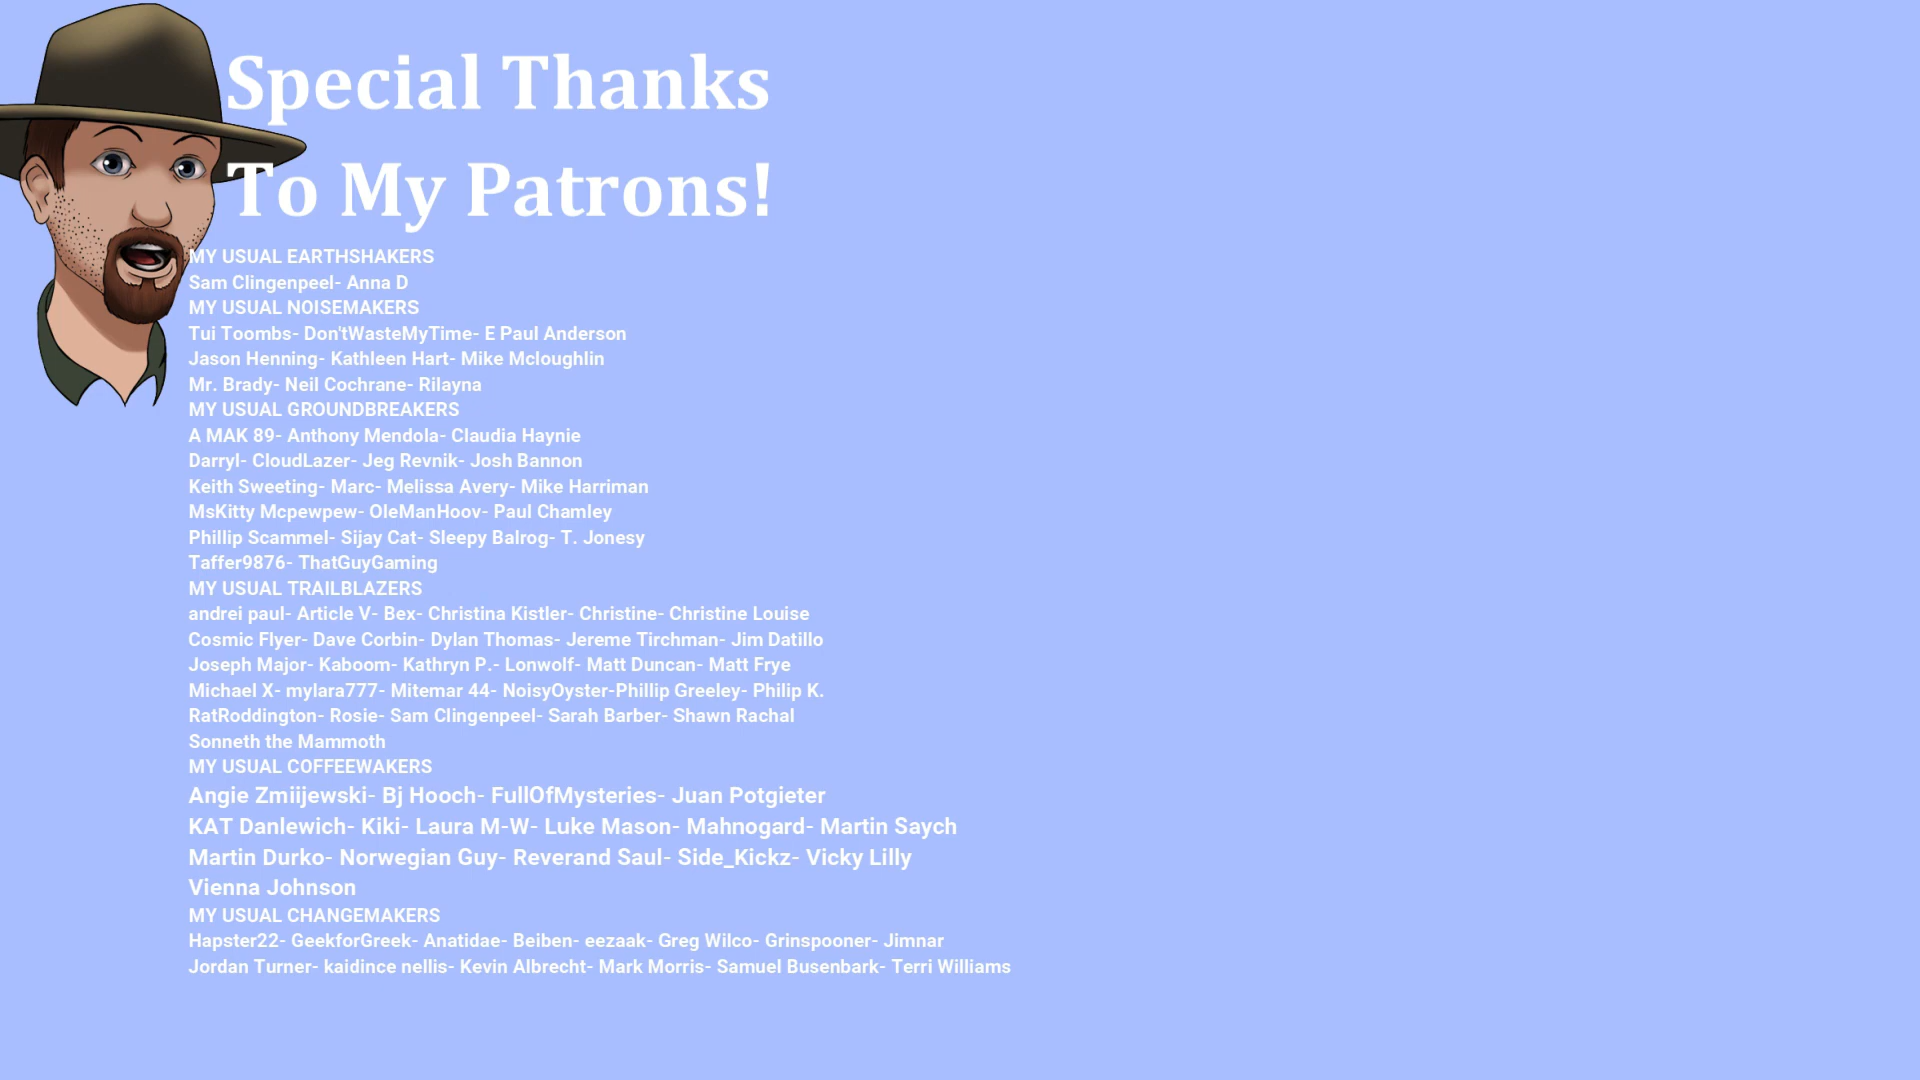 Special Thanks
To My Patrons!
MY USUAL EARTHSHAKERS
Sam Clingenpeel- Anna D
MY USUAL NOISEMAKERS
Tui Toombs- Don'tWasteMyTime- E Paul Anderson
Jason Henning- Kathleen Hart- Mike Mcloughlin
Mr. Brady- Neil Cochrane- Rilayna
MY USUAL GROUNDBREAKERS
A MAK 89- Anthony Mendola- Claudia Haynie
Darryl- CloudLazer- Jeg Revnik- Josh Bannon
Keith Sweeting- Marc- Melissa Avery- Mike Harriman
MsKitty Mcpewpew- OleManHoov- Paul Chamley
Phillip Scammel- Sijay Cat- Sleepy Balrog- T. Jonesy
Taffer9876- ThatGuyGaming
MY USUAL TRAILBLAZERS
andrei paul- Article V- Bex- Christina Kistler- Christine- Christine Louise
Cosmic Flyer- Dave Corbin- Dylan Thomas- Jereme Tirchman- Jim Datillo
Joseph Major- Kaboom- Kathryn P.- Lonwolf- Matt Duncan- Matt Frye
Michael X- mylara777- Mitemar 44- NoisyOyster-Phillip Greeley- Philip K.
RatRoddington- Rosie- Sam Clingenpeel- Sarah Barber- Shawn Rachal
Sonneth the Mammoth
MY USUAL COFFEEWAKERS
Angie Zmiijewski- Bj Hooch- FullOfMysteries- Juan Potgieter
KAT Danlewich- Kiki- Laura M-W- Luke Mason- Mahnogard- Martin Saych
Martin Durko- Norwegian Guy- Reverand Saul- Side_Kickz- Vicky Lilly
Vienna Johnson
MY USUAL CHANGEMAKERS
Hapster22- GeekforGreek- Anatidae- Beiben- eezaak- Greg Wilco- Grinspooner- Jimnar
Jordan Turner- kaidince nellis- Kevin Albrecht- Mark Morris- Samuel Busenbark- Terri Williams